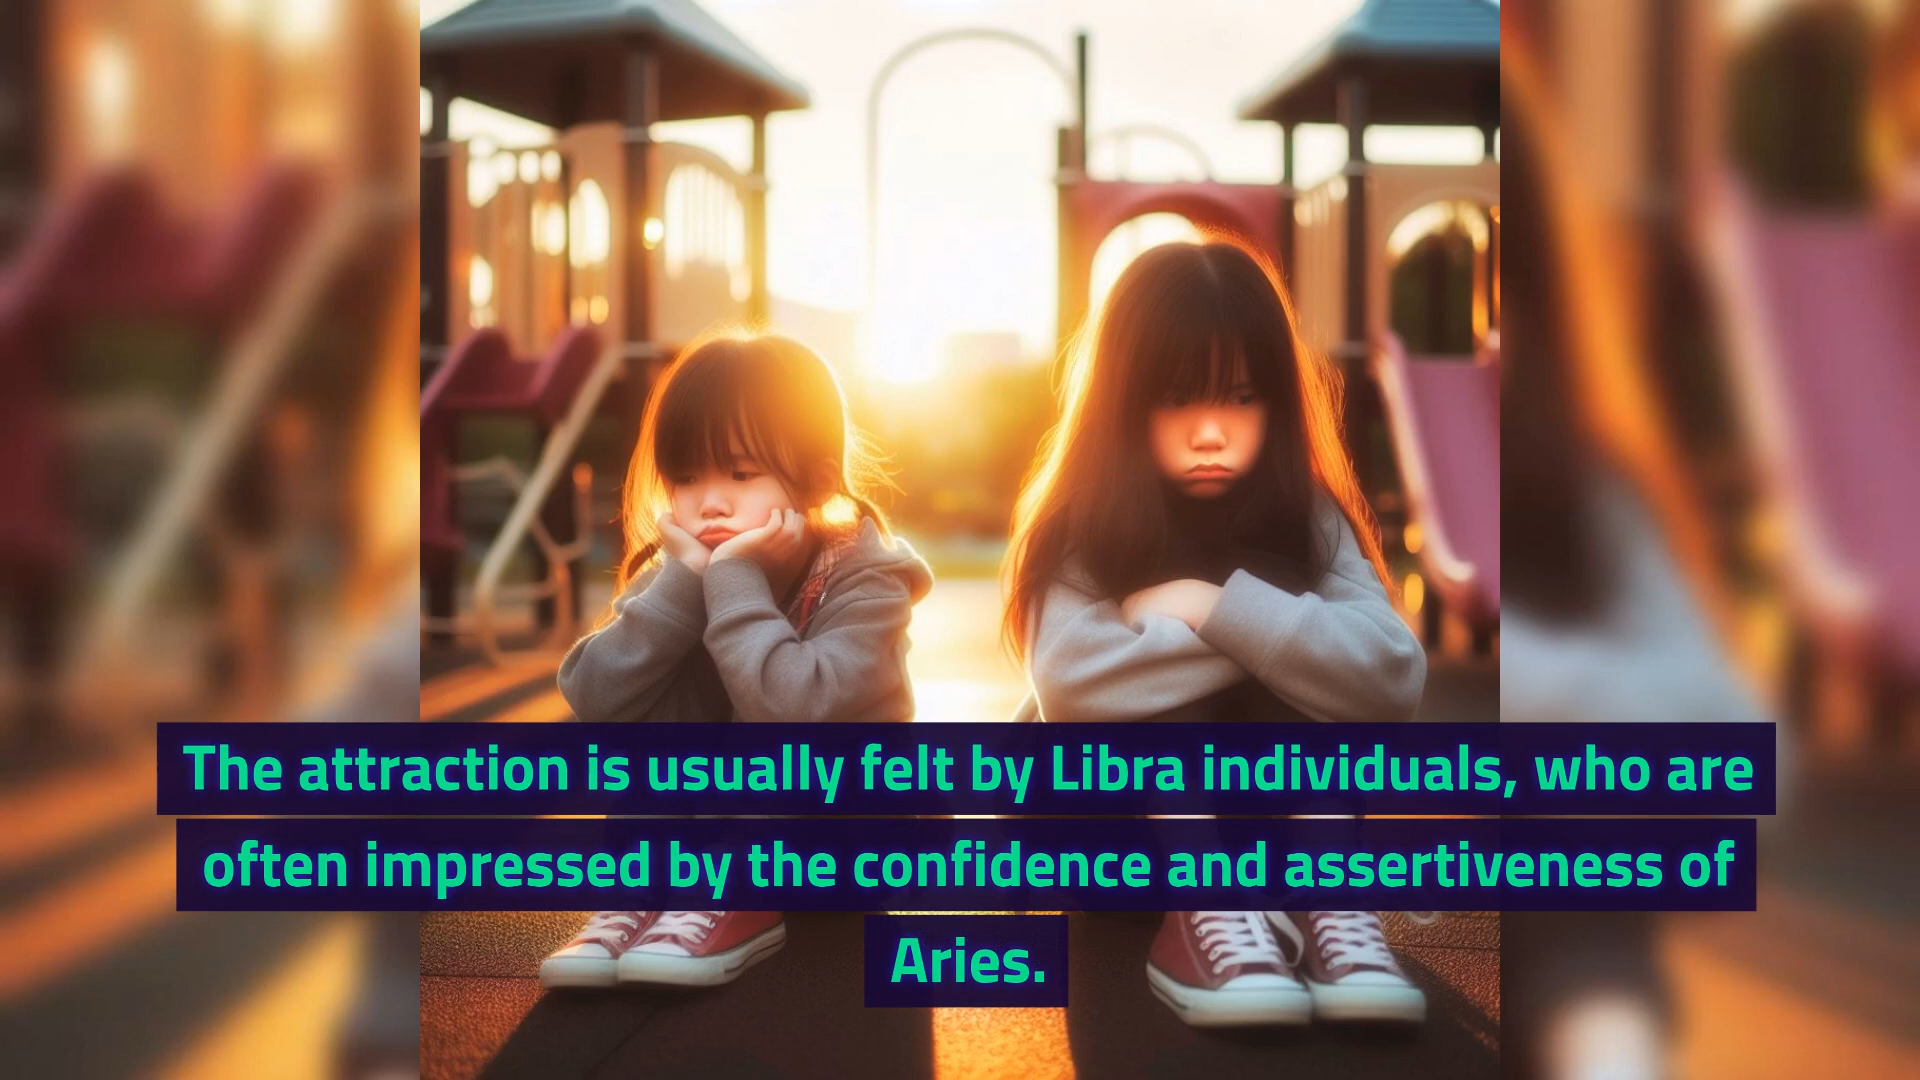 The attraction is usually felt by Libra individuals, who are
often impressed by the confidence and assertiveness of
Aries.